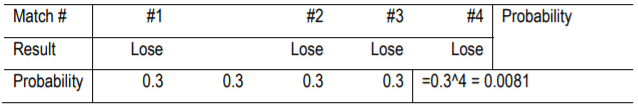 Match # #1 #2 #3 #4 Probability
Result Lose Lose Lose Lose
Probability 0.3 0.3 0.3 0.3 =0.3^4 = 0.0081